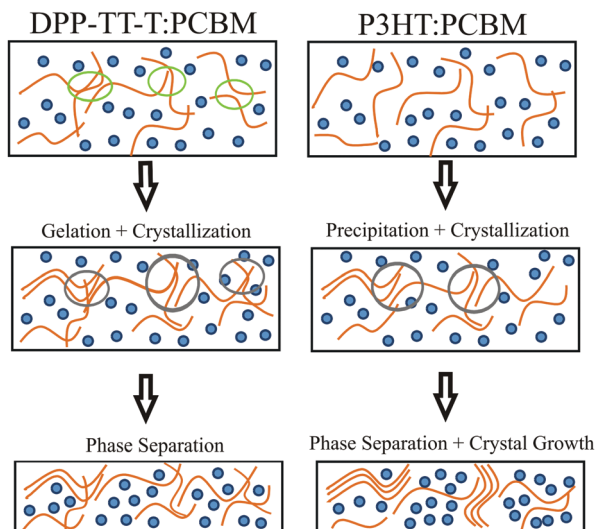 DPP-TT-T:PCBM
P3HT:PCBM
Gelation + Crystallization
Precipitation + Crystallization
Phase Separation
Phase Separation + Crystal Growth